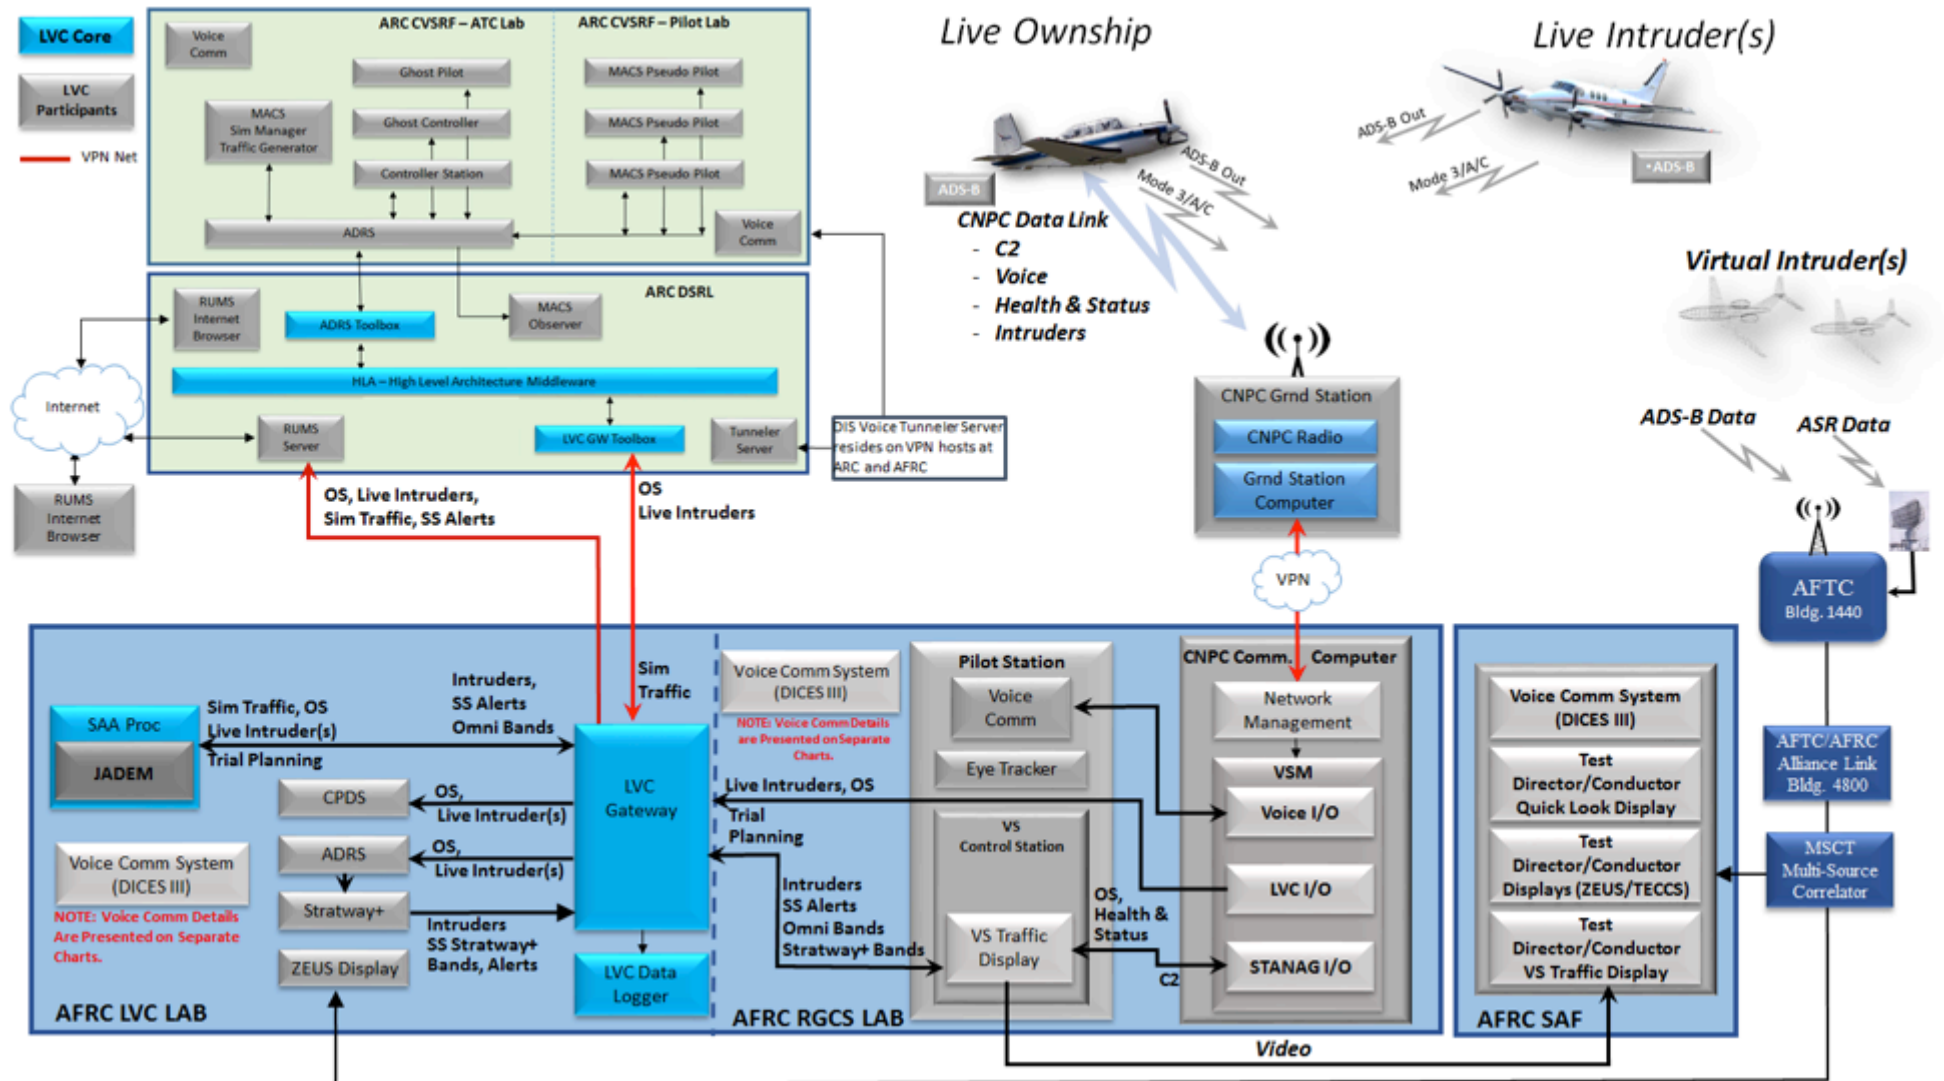 LVC Core
LVC
Participants
VPN Net
ARC CVSRF – ATC Lab
ARC CVSRF – Pilot Lab
Voice
Comm
Ghost Pilot
MACS Pseudo Pilot
MACS
Sim Manager
Traffic Generator
Ghost Controller
MACS Pseudo Pilot
Controller Station
MACS Pseudo Pilot
ADRS
Voice
Comm
ARC DSRL
RUMS
Internet
Browser
ADRS Toolbox
MACS
Observer
HLA – High Level Architecture Middleware
Internet
RUMS
Server
LVC GW Toolbox
Tunneler
Server
DIS Voice Tunneler Server
resides on VPN hosts at
ARC and AFRC
RUMS
Internet
Browser
OS, Live Intruders,
Sim Traffic, SS Alerts
OS
Live Intruders
Live Ownship
Live Intruder(s)
ADS-B Out
Mode 3/A/C
ADS-B
ADS-B Out
Mode 3/A/C
•ADS-B
CNPC Data Link
- C2
- Voice
- Health & Status
- Intruders
Virtual Intruder(s)
ADS-B Data
ASR Data
CNPC Grnd Station
CNPC Radio
Grnd Station
Computer
VPN
AFTC
Bldg. 1440
AFTC/AFRC
Alliance Link
Bldg. 4800
MSCT
Multi-Source
Correlator
Sim
Traffic
SAA Proc
JADEM
Sim Traffic, OS
Live Intruder(s)
Trial Planning
Intruders,
SS Alerts
Omni Bands
LVC
Gateway
CPDS
OS,
Live Intruder(s)
ADRS
OS,
Live Intruder(s)
Voice Comm System
(DICES III)
NOTE: Voice Comm Details
Are Presented on Separate
Charts.
Stratway+
Intruders
SS Stratway+
Bands, Alerts
ZEUS Display
LVC Data
Logger
AFRC LVC LAB
Voice Comm System
(DICES III)
NOTE: Voice Comm Details
are Presented on Separate
Charts.
Live Intruders, OS
Trial
Planning
Intruders
SS Alerts
Omni Bands
Stratway+ Bands
AFRC RGCS LAB
Pilot Station
Voice
Comm
Eye Tracker
VS
Control Station
VS Traffic
Display
OS,
Health &
Status
C2
CNPC Comm. Computer
Network
Management
VSM
Voice I/O
LVC I/O
STANAG I/O
Video
Voice Comm System
(DICES III)
Test
Director/Conductor
Quick Look Display
Test
Director/Conductor
Displays (ZEUS/TECCS)
Test
Director/Conductor
VS Traffic Display
AFRC SAF